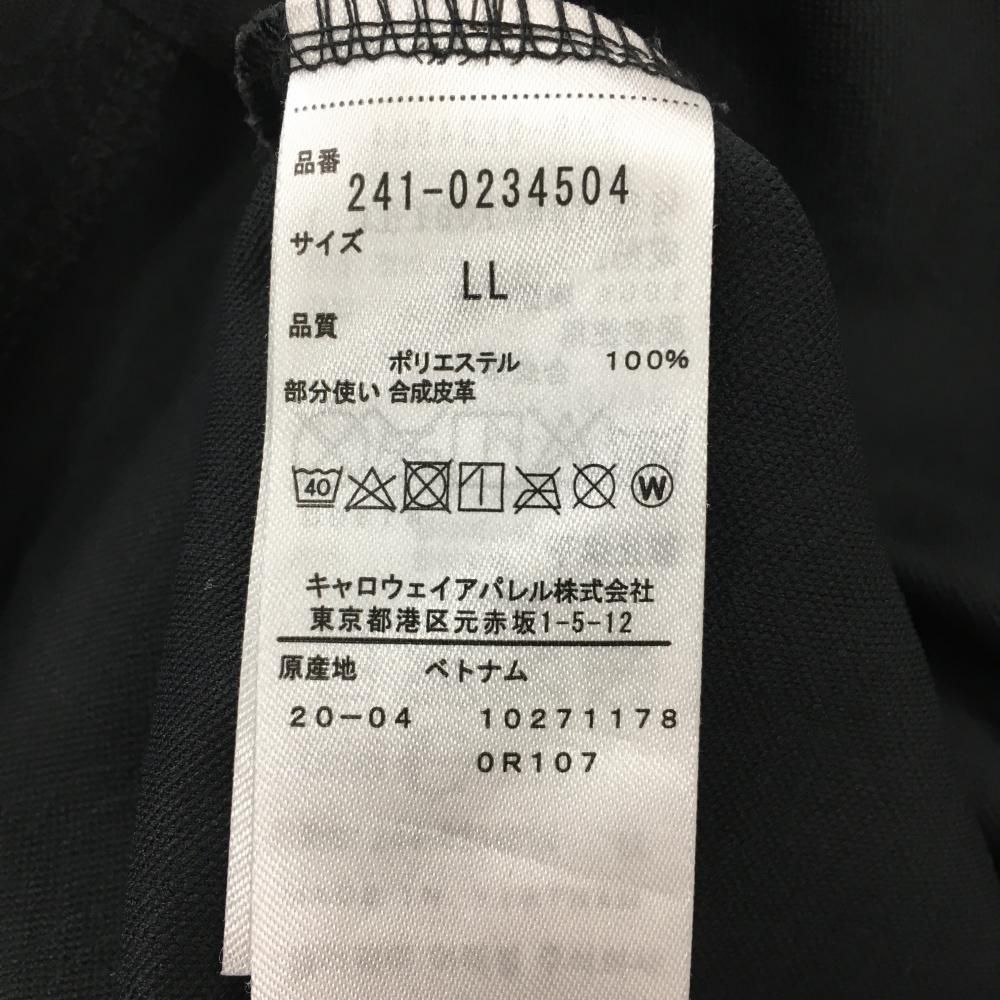 品番
241-0234504
サイズ
LL
品質
ポリエステル 100%
部分使い 合成皮革
40 W
キャロウェイアパレル株式会社
東京都港区元赤坂1-5-12
原産地 ベトナム
20-04 10271178
0R107